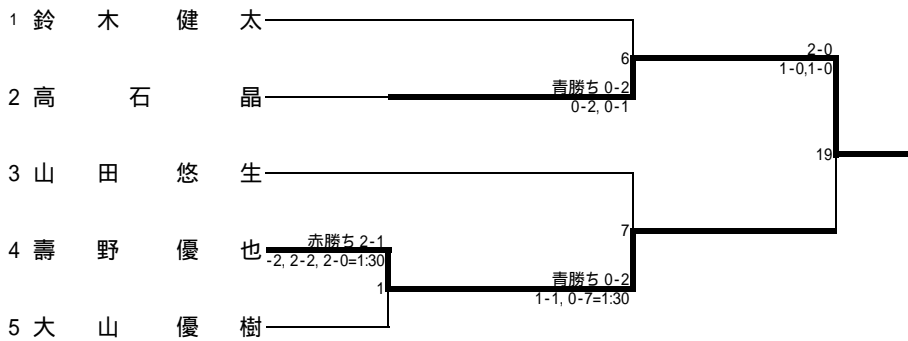 1 鈴木健太
6
2-0
1-0,1-0
2 高石晶
青勝ち 0-2
0-2, 0-1
19
3 山田悠生
7
4 壽野優也
赤勝ち 2-1
-2, 2-2, 2-0=1:30
1
青勝ち 0-2
1-1, 0-7=1:30
5 大山優樹